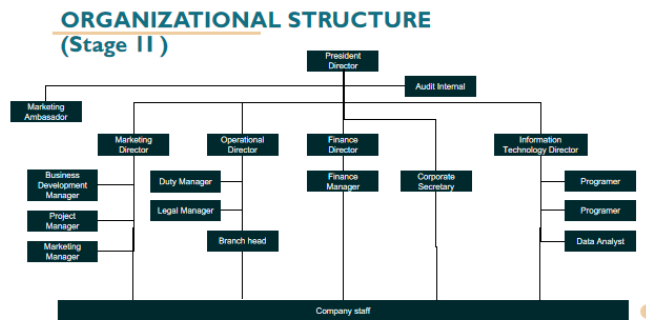 ORGANIZATIONAL STRUCTURE
(Stage II)
President
Director
Audit Internal
Marketing
Ambasador
Marketing
Director
Operational
Director
Finance
Director
Information
Technology Director
Business
Development
Manager
Duty Manager
Finance
Manager
Corporate
Secretary
Programer
Project
Manager
Legal Manager
Programer
Marketing
Manager
Branch head
Data Analyst
Company staff